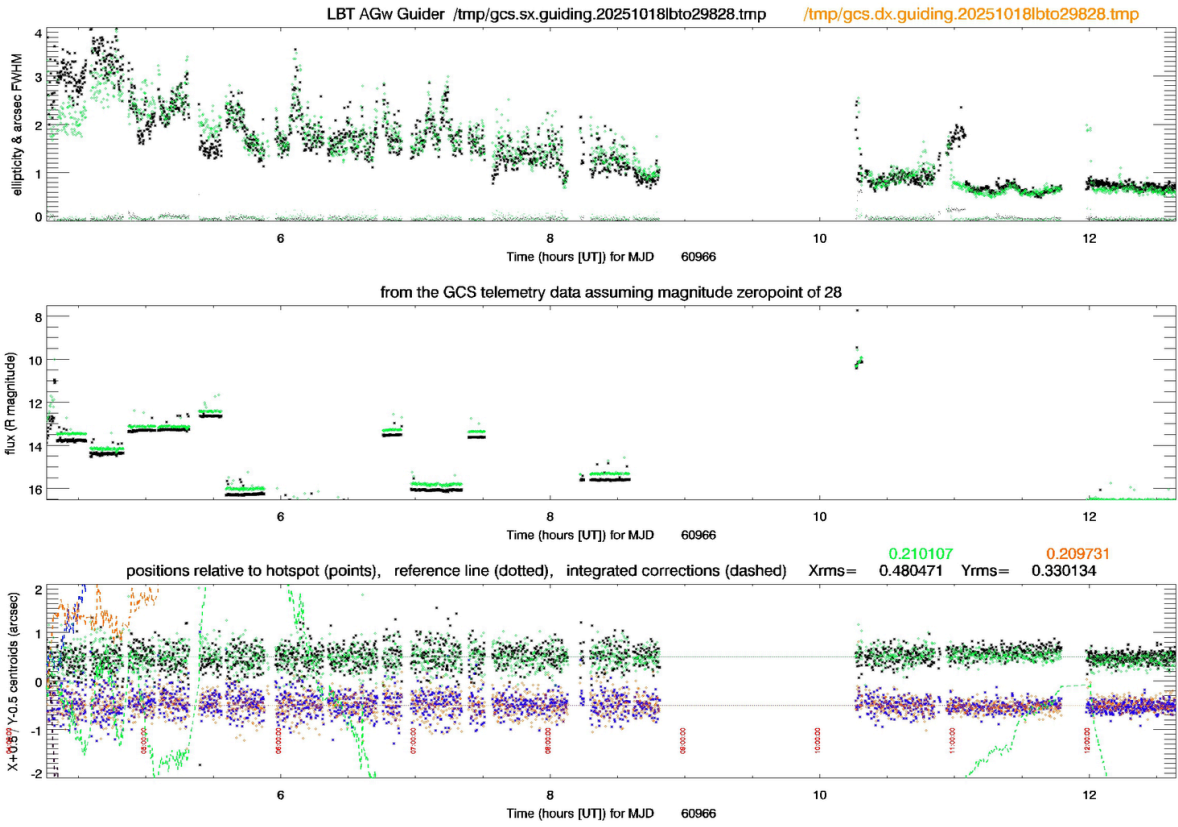 LBT AGw Guider /tmp/gcs.sx.guiding.20251018lbto29828.tmp /tmp/gcs.dx.guiding.20251018lbto29828.tmp
4
3
2
1
0
ellipticity & arcsec FWHM
6 8 10 12
Time (hours [UT]) for MJD 60966
from the GCS telemetry data assuming magnitude zeropoint of 28
8
10
12
14
16
flux (R magnitude)
6 8 10 12
Time (hours [UT]) for MJD 60966
0.210107 0.209731
positions relative to hotspot (points), reference line (dotted), integrated corrections (dashed) Xrms= 0.480471 Yrms= 0.330134
2
1
0
-1
-2
X+0.5 / Y-0.5 centroids (arcsec)
05:00:00 06:00:00 07:00:00 08:00:00 09:00:00 10:00:00 11:00:00 12:00:00
6 8 10 12
Time (hours [UT]) for MJD 60966